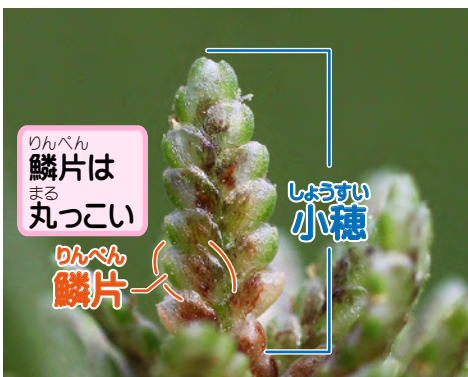 りんぺん
鱗片は
まる
丸っこい
しょうすい
小穂
りんぺん
鱗片